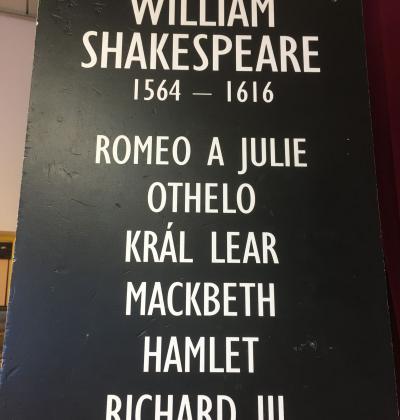 WILLIAM
SHAKESPEARE
1564 – 1616
ROMEO A JULIE
OTHELO
KRÁL LEAR
MACKBETH
HAMLET
RICHARD III.